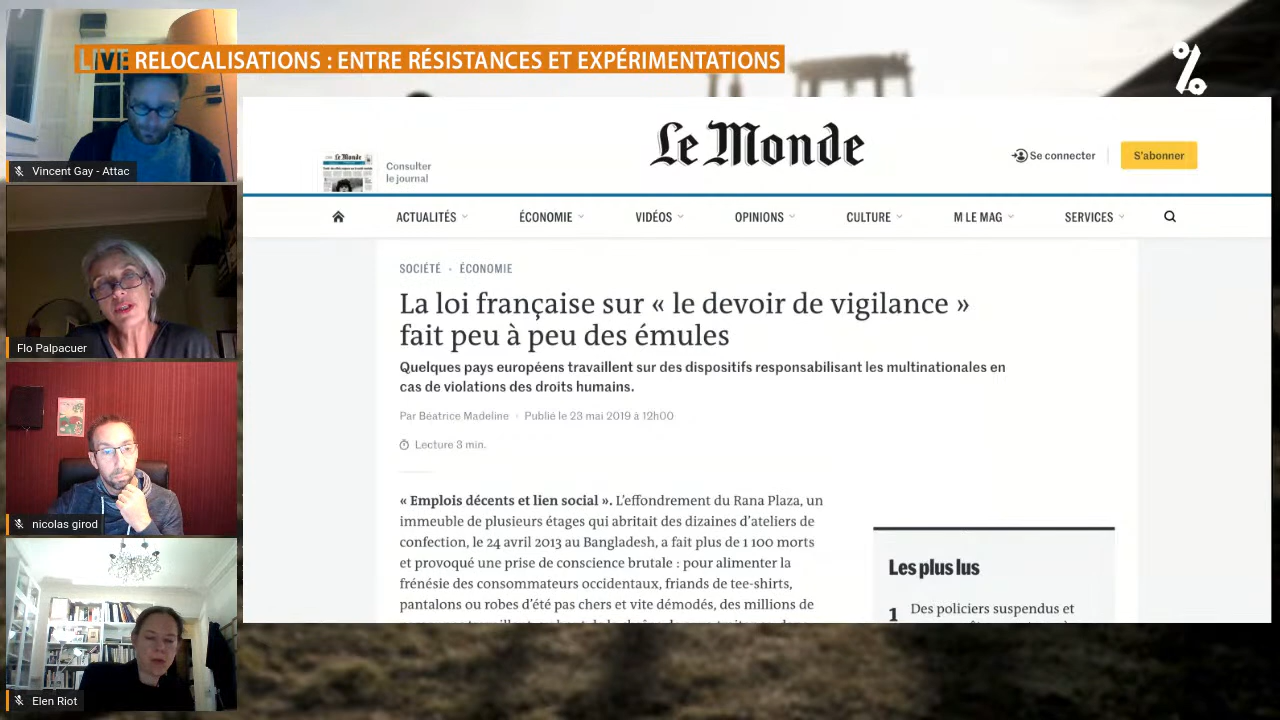 LIVE RELOCALISATIONS : ENTRE RÉSISTANCES ET EXPÉRIMENTATIONS
Vincent Gay - Attac
Flo Palpacuer
nicolas girod
Elen Riot
Le Monde
Consulter
le journal
Le Monde
Se connecter
S'abonner
ACTUALITÉS
ÉCONOMIE
VIDÉOS
OPINIONS
CULTURE
M LE MAG
SERVICES
SOCIÉTÉ • ÉCONOMIE
La loi française sur « le devoir de vigilance »
fait peu à peu des émules
Quelques pays européens travaillent sur des dispositifs responsabilisant les multinationales en
cas de violations des droits humains.
Par Béatrice Madeline • Publié le 23 mai 2019 à 12h00
Lecture 3 min.
« Emplois décents et lien social ». L'effondrement du Rana Plaza, un
immeuble de plusieurs étages qui abritait des dizaines d'ateliers de
confection, le 24 avril 2013 au Bangladesh, a fait plus de 1 100 morts
et provoqué une prise de conscience brutale : pour alimenter la
frénésie des consommateurs occidentaux, friands de tee-shirts,
pantalons ou robes d'été pas chers et vite démodés, des millions de
Les plus lus
1 Des policiers suspendus et